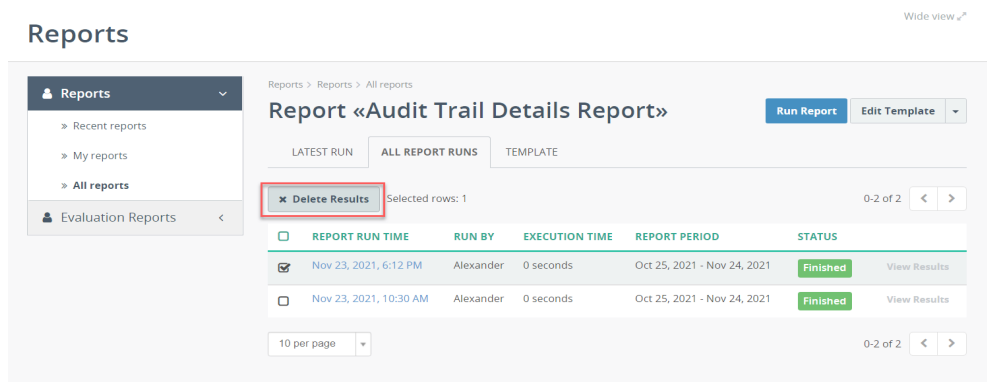 Wide view
Reports
Reports
Recent reports
My reports
All reports
Evaluation Reports
Reports > Reports > All reports
Report «Audit Trail Details Report»
Run Report
Edit Template
LATEST RUN ALL REPORT RUNS TEMPLATE
Delete Results Selected rows: 1 0-2 of 2
REPORT RUN TIME RUN BY EXECUTION TIME REPORT PERIOD STATUS
Nov 23, 2021, 6:12 PM Alexander 0 seconds Oct 25, 2021 - Nov 24, 2021 Finished View Results
Nov 23, 2021, 10:30 AM Alexander 0 seconds Oct 25, 2021 - Nov 24, 2021 Finished View Results
10 per page 0-2 of 2